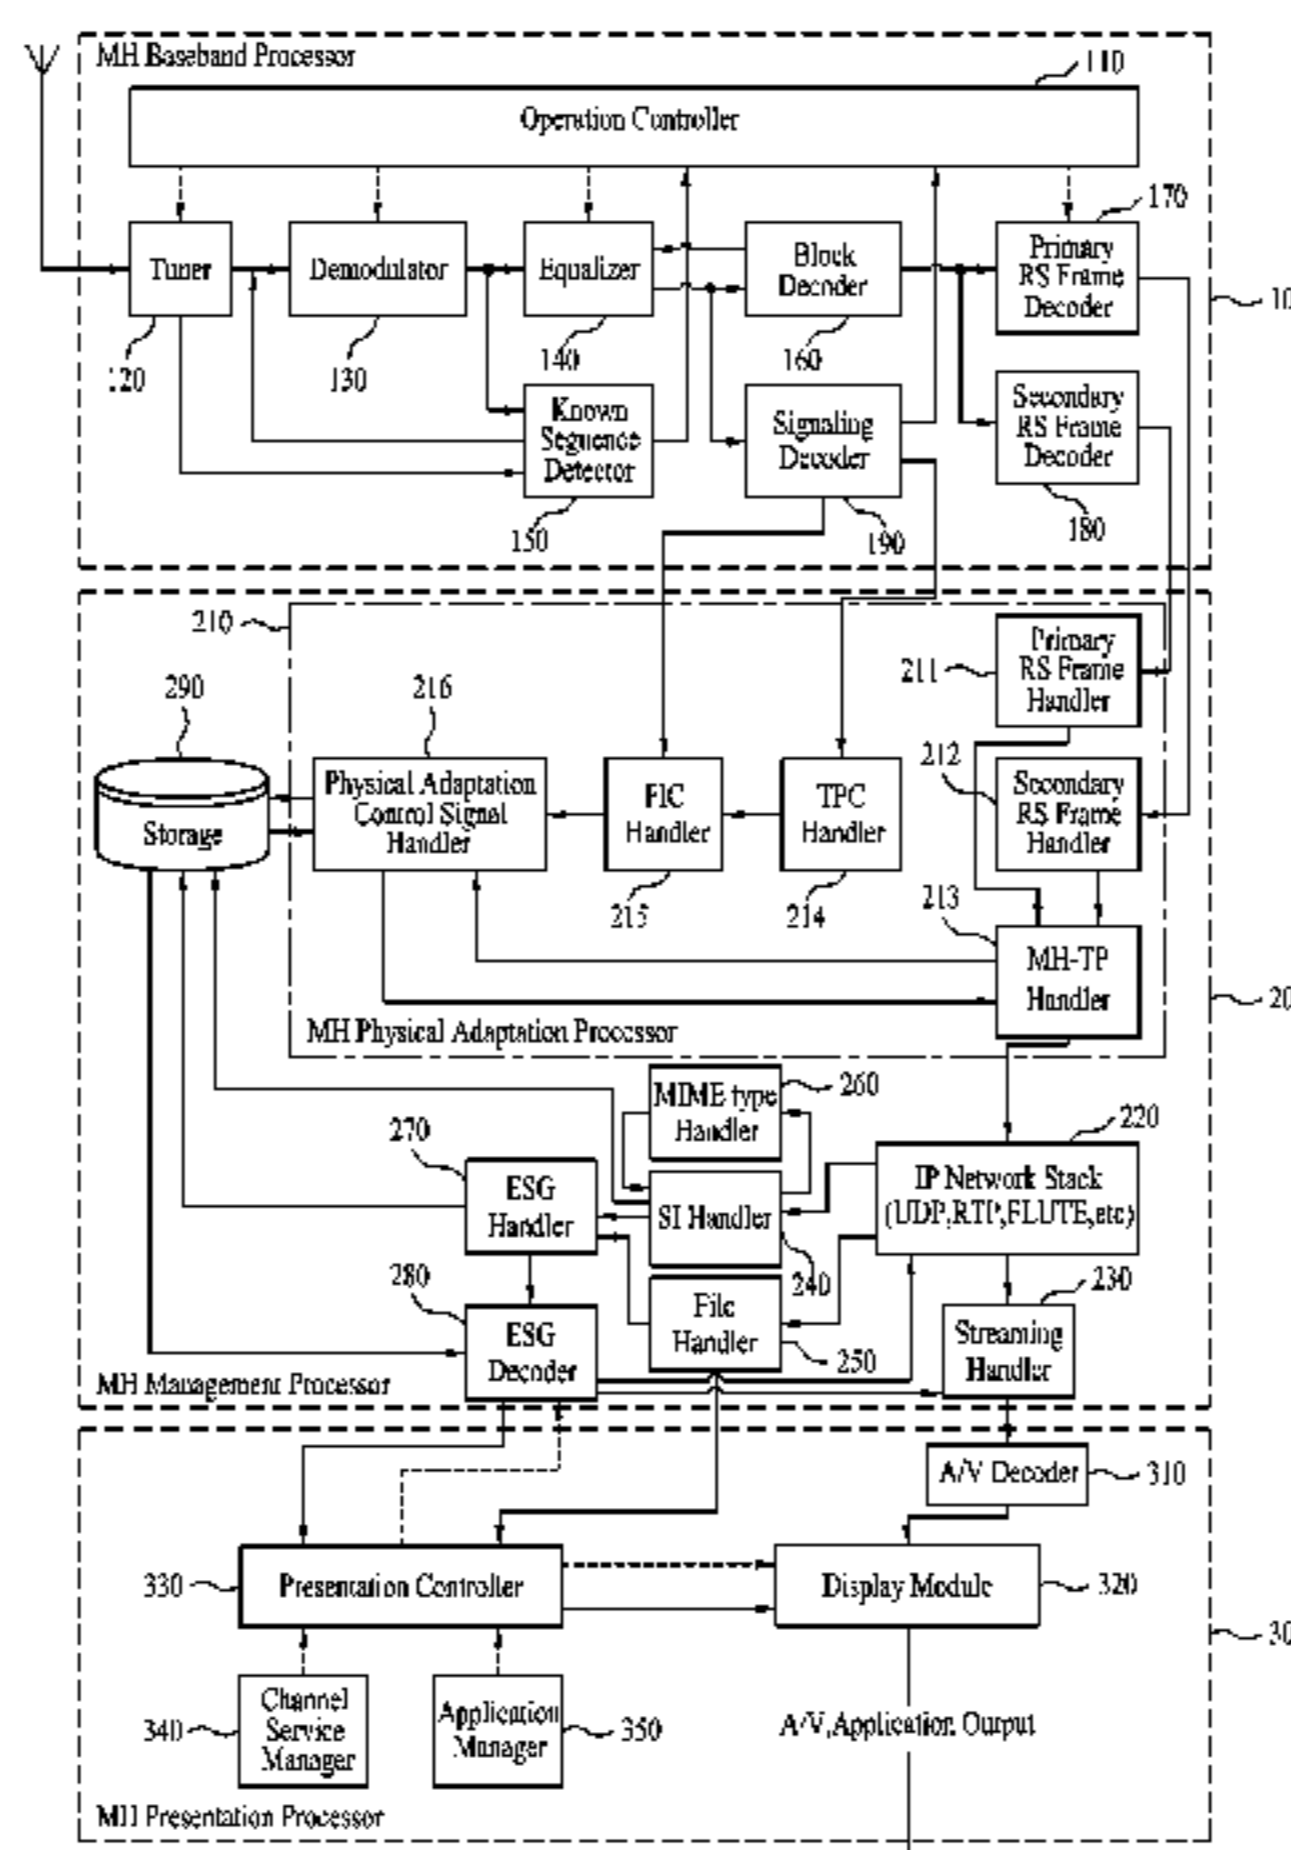 MH Baseband Processor
110
Operation Controller
170
Tuner
Demodulator
Equalizer
Block
Decoder
Primary
RS Frame
Decoder
10
120
130
140
160
Known
Seguence
Detector
Signaling
Decoder
Secondary
RS Frame
Decoder
150
190
180
210
Primary
RS Frame
Handler
211
290
216
212
Storage
Physical Adaptation
Control Signal
Handler
FIC
Handler
TPC
Handler
Secondary
RS Frame
Handler
215
214
213
MH-TP
Handler
20
MH Physical Adaptation Processor
MIME type
Handler
260
270
220
ESG
Handler
SI Handler
IP Network Stack
(UDP,RTP,FLUTE,etc)
240
280
230
ESG
Decoder
File
Handler
250
Streaming
Handler
MH Management Processor
A/V Decoder
310
330
Presentation Controller
Display Module
320
30
Channel
Service
Manager
340
Application
Manager
350
A/V,Application Output
MH Presentation Processor